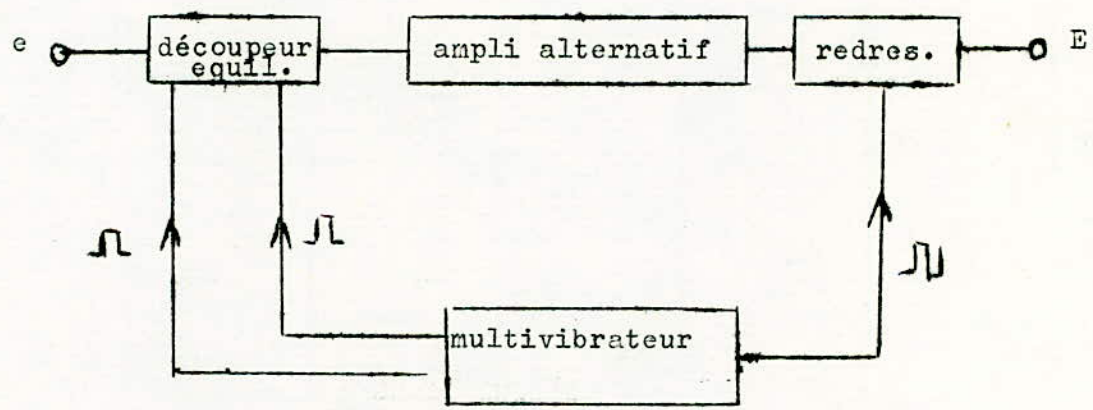 e
découpeur
equil.
ampli alternatif
redres.
E
multivibrateur